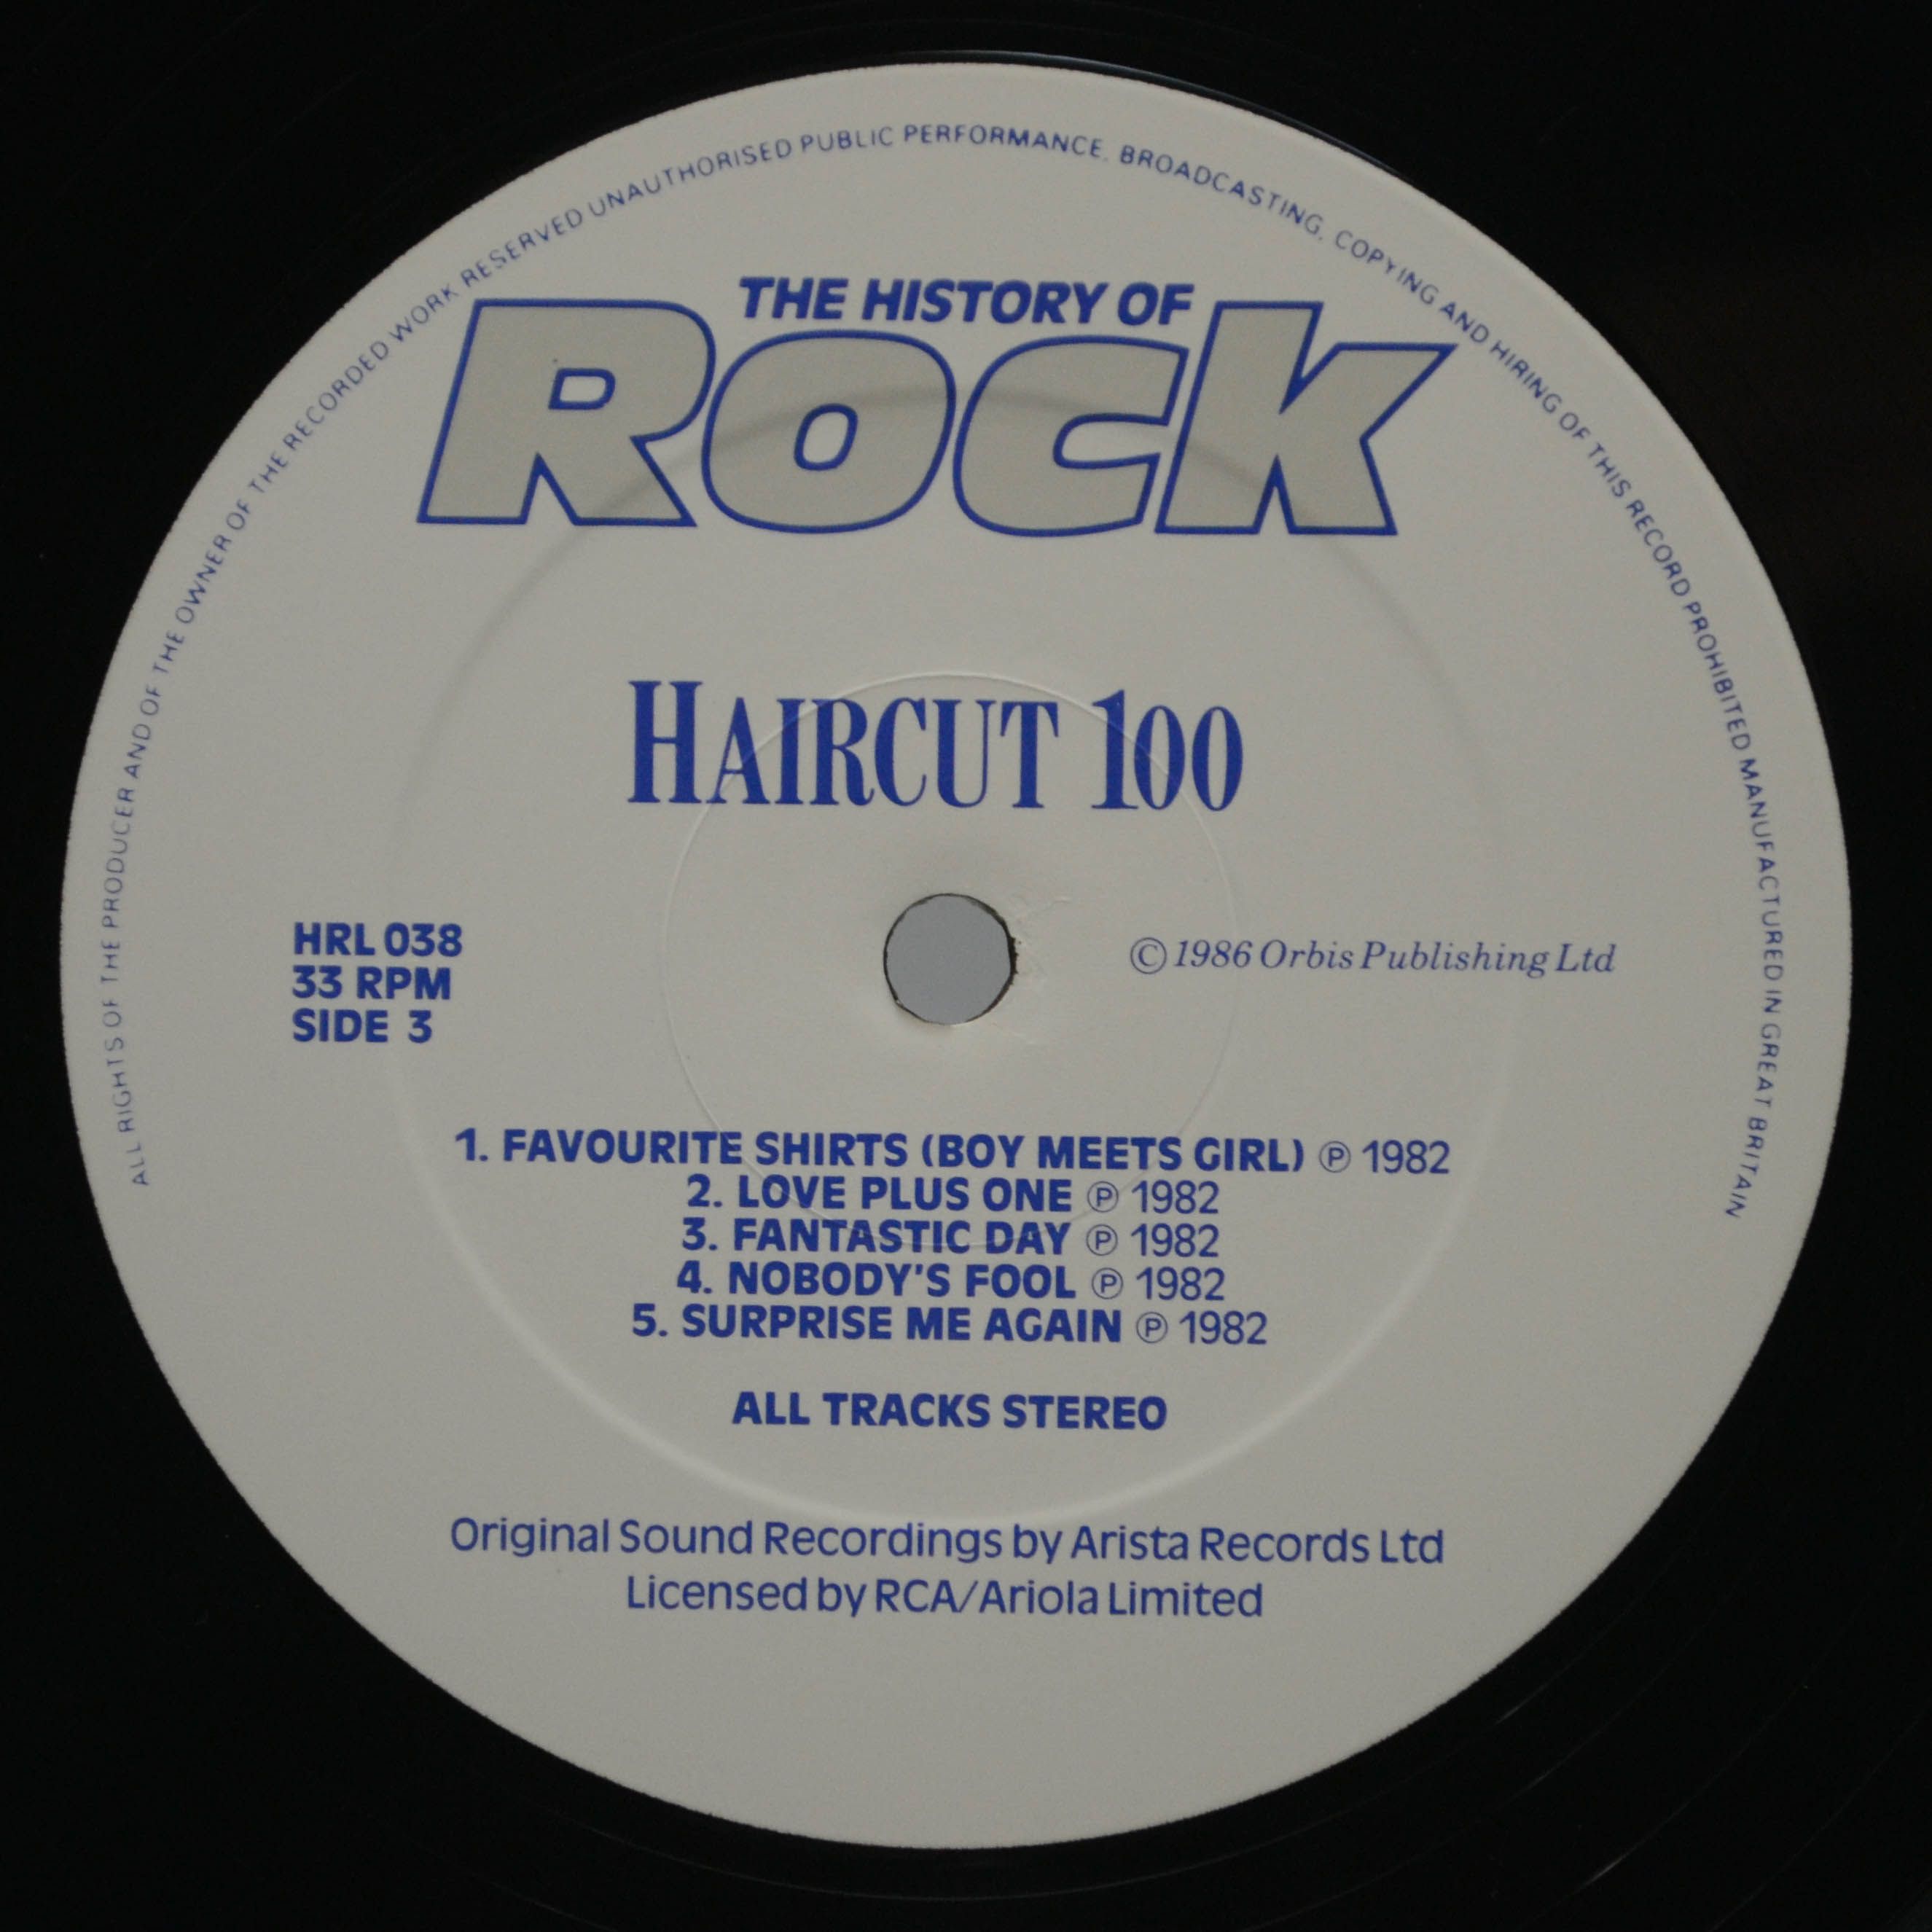 ALL RIGHTS OF THE PRODUCER AND OF THE OWNER OF THE RECORDED WORK RESERVED UNAUTHORISED PUBLIC PERFORMANCE, BROADCASTING, COPYING AND HIRING OF THIS RECORD PROHIBITED MANUFACTURED IN GREAT BRITAIN
THE HISTORY OF
ROCK
HAIRCUT 100
HRL 038
33 RPM
SIDE 3
© 1986 Orbis Publishing Ltd
1. FAVOURITE SHIRTS (BOY MEETS GIRL) ℗ 1982
2. LOVE PLUS ONE ℗ 1982
3. FANTASTIC DAY ℗ 1982
4. NOBODY'S FOOL ℗ 1982
5. SURPRISE ME AGAIN ℗ 1982
ALL TRACKS STEREO
Original Sound Recordings by Arista Records Ltd
Licensed by RCA/Ariola Limited